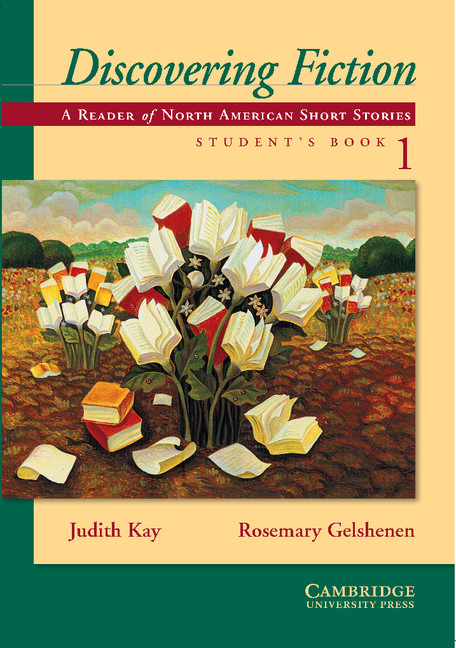 Discovering Fiction
A READER of NORTH AMERICAN SHORT STORIES
STUDENT'S BOOK 1
Judith Kay Rosemary Gelshenen
CAMBRIDGE
UNIVERSITY PRESS